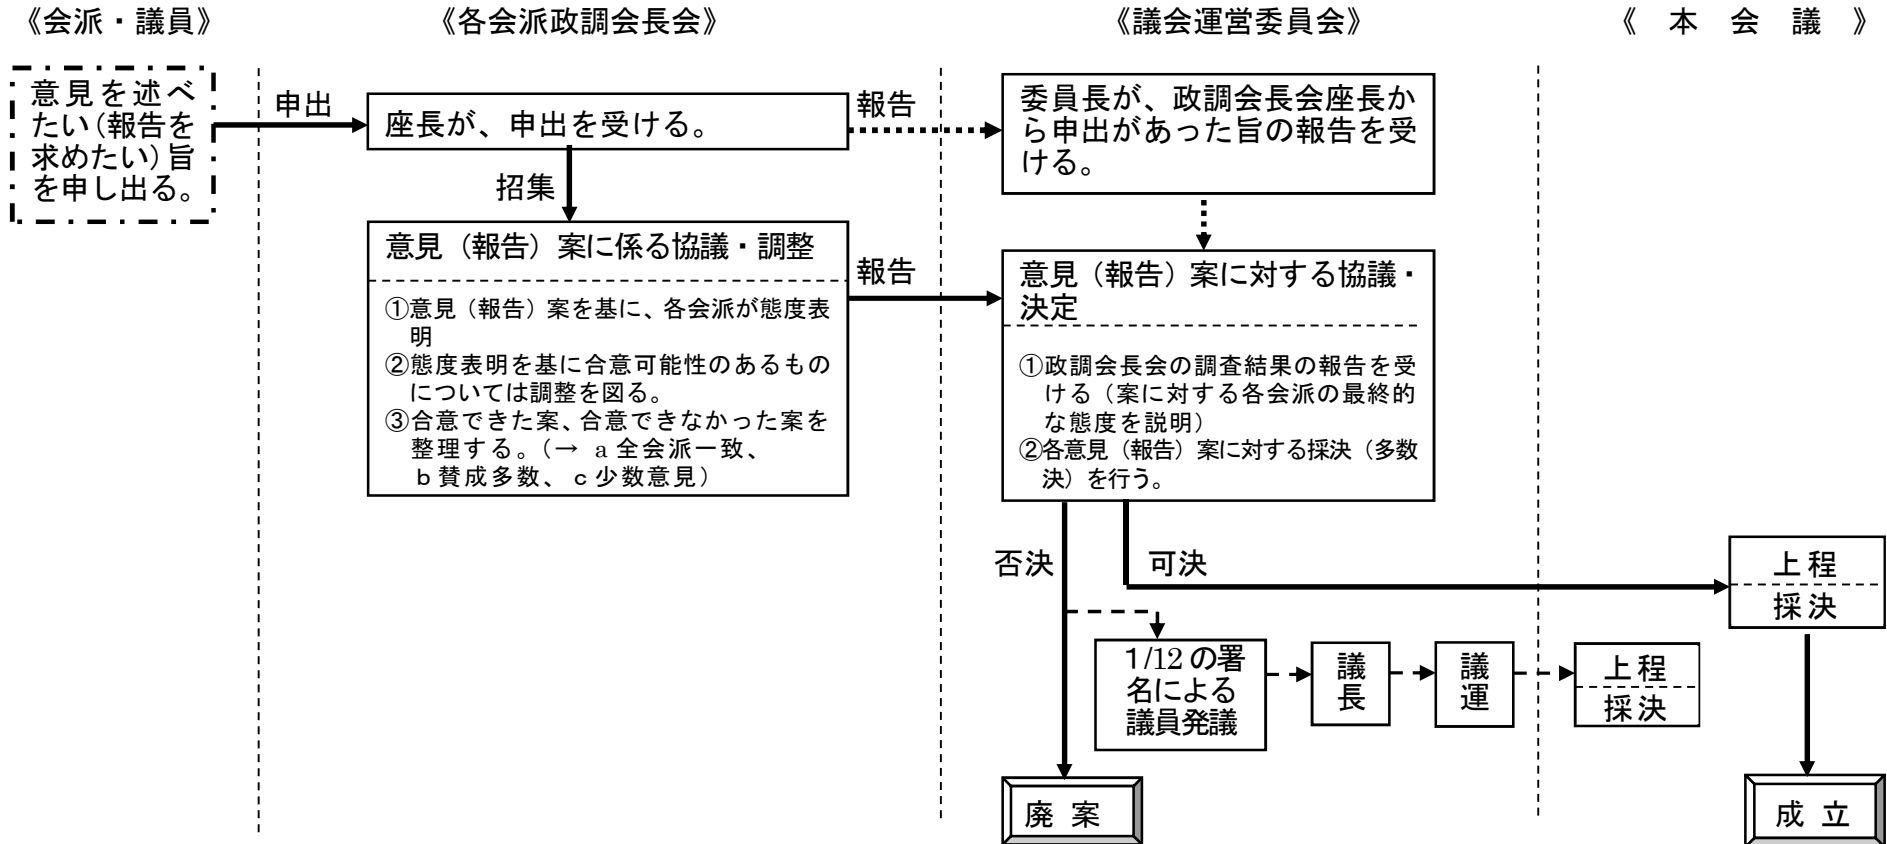 《会派・議員》
《各会派政調会長会》
《議会運営委員会》
《　本　会　議　》
意見を述べ
たい（報告を
求めたい）旨
を申し出る。
申出
座長が、申出を受ける。
報告
委員長が、政調会長会座長か
ら申出があった旨の報告を受
ける。
招集
意見（報告）案に係る協議・調整
①意見（報告）案を基に、各会派が態度表
明
②態度表明を基に合意可能性のあるもの
については調整を図る。
③合意できた案、合意できなかった案を
整理する。（→ a 全会派一致、
ｂ賛成多数、ｃ少数意見）
報告
意見（報告）案に対する協議・
決定
①政調会長会の調査結果の報告を受
ける（案に対する各会派の最終的
な態度を説明）
②各意見（報告）案に対する採決（多数
決）を行う。
否決
可決
上程
採決
１/12 の署
名による
議員発議
議
長
議
運
上程
採決
廃 案
成 立